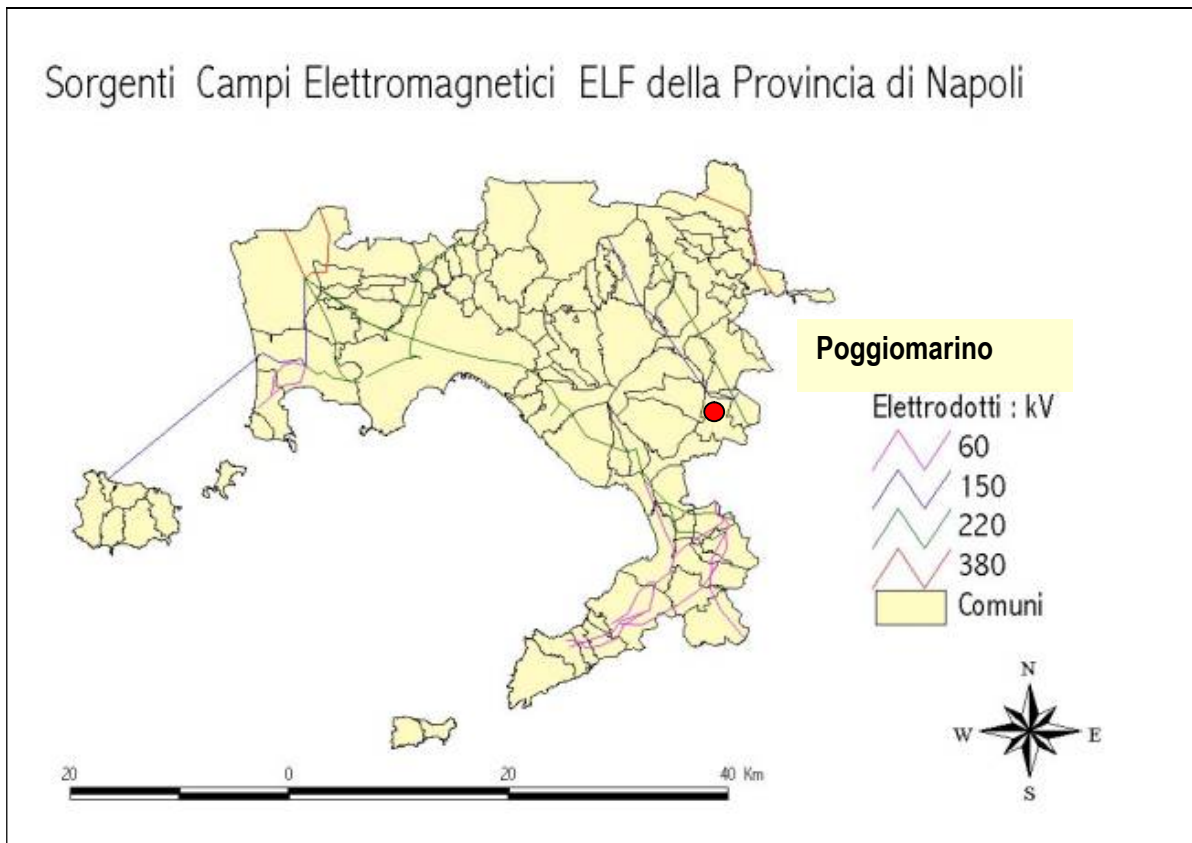 Sorgenti Campi Elettromagnetici ELF della Provincia di Napoli
Poggiomarino
Elettrodotti : kV
60
150
220
380
Comuni
N
W E
S
20 0 20 40 Km